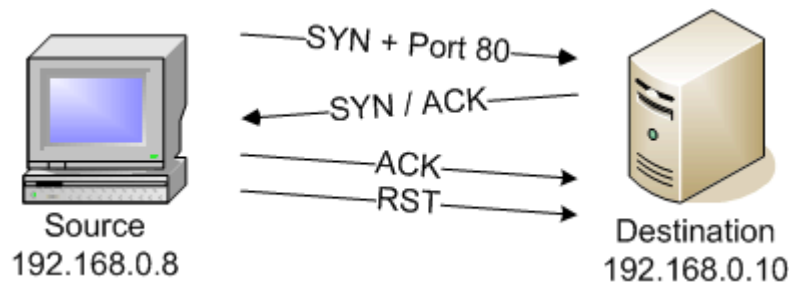 SYN + Port 80
SYN / ACK
ACK
RST
Source
192.168.0.8
Destination
192.168.0.10